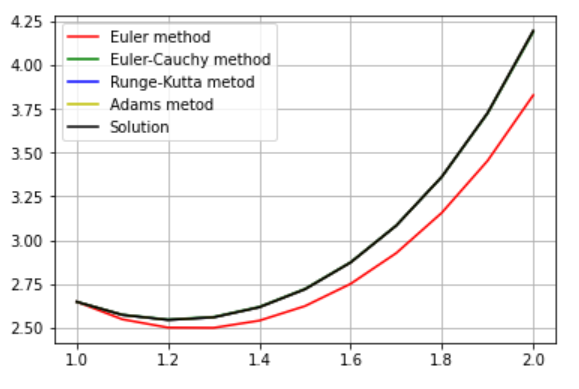 4.25
4.00
3.75
3.50
3.25
3.00
2.75
2.50
Euler method
Euler-Cauchy method
Runge-Kutta metod
Adams metod
Solution
1.0 1.2 1.4 1.6 1.8 2.0